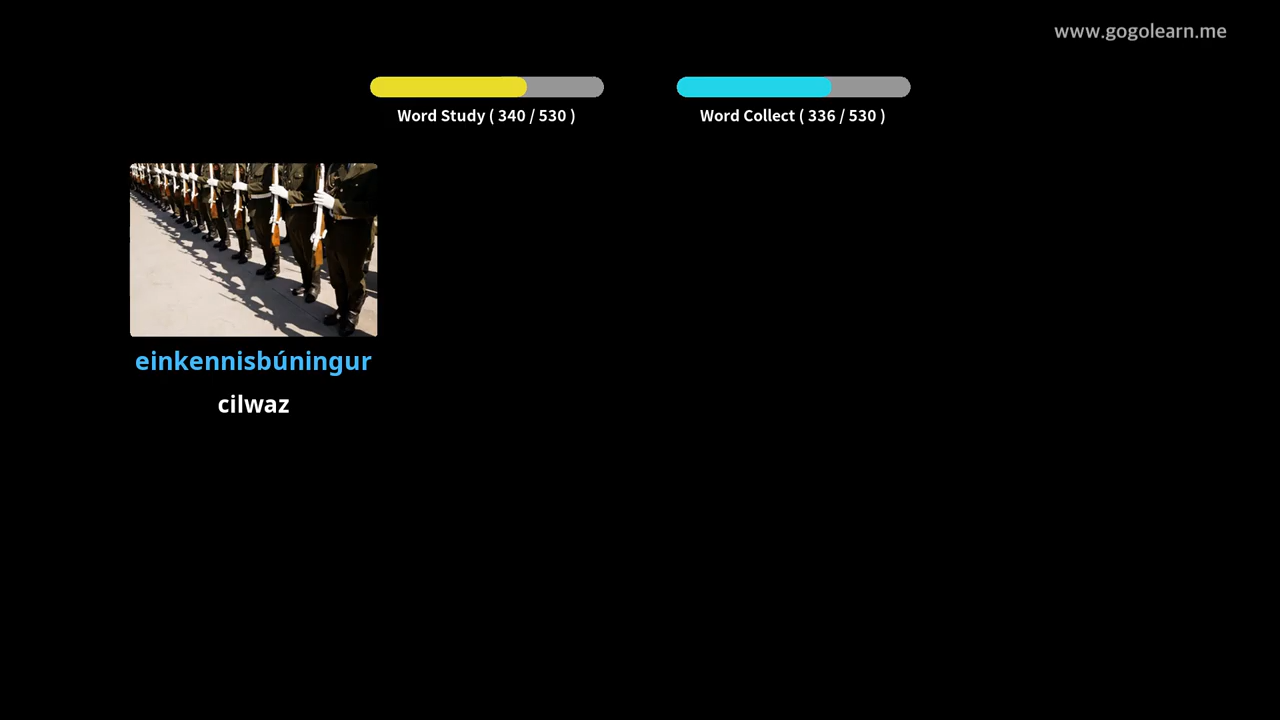 www.gogolearn.me
Word Study ( 340 / 530 )
Word Collect ( 336 / 530 )
einkennisbúningur
cilwaz